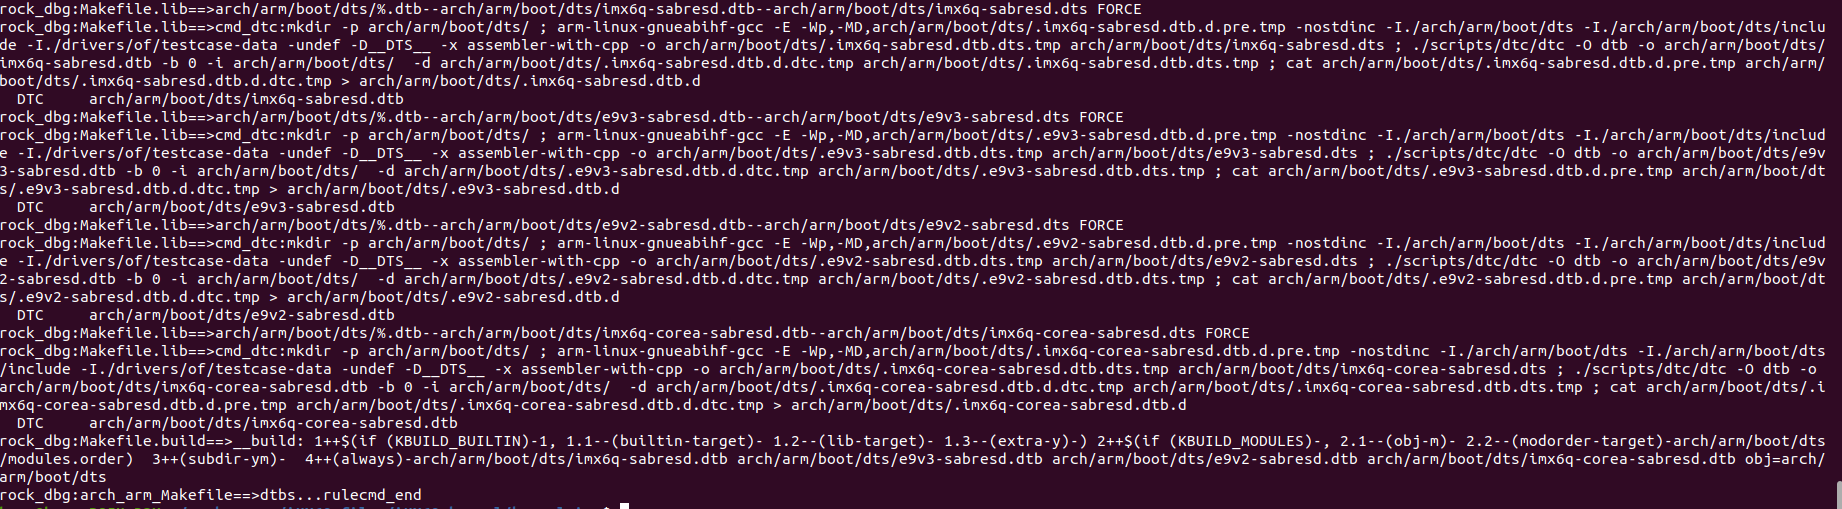 rock_dbg:Makefile.lib==>arch/arm/boot/dts/%.dtb--arch/arm/boot/dts/imx6q-sabresd.dtb--arch/arm/boot/dts/imx6q-sabresd.dts FORCE
rock_dbg:Makefile.lib==>cmd_dtc:mkdir -p arch/arm/boot/dts/ ; arm-linux-gnueabihf-gcc -E -Wp,-MD,arch/arm/boot/dts/.imx6q-sabresd.dtb.d.pre.tmp -nostdinc -I./arch/arm/boot/dts -I./arch/arm/boot/dts/inclu
de -I./drivers/of/testcase-data -undef -D__DTS__ -x assembler-with-cpp -o arch/arm/boot/dts/.imx6q-sabresd.dtb.dts.tmp arch/arm/boot/dts/imx6q-sabresd.dts ; ./scripts/dtc/dtc -O dtb -o arch/arm/boot/dts/
imx6q-sabresd.dtb -b 0 -i arch/arm/boot/dts/  -d arch/arm/boot/dts/.imx6q-sabresd.dtb.d.dtc.tmp arch/arm/boot/dts/.imx6q-sabresd.dtb.dts.tmp ; cat arch/arm/boot/dts/.imx6q-sabresd.dtb.d.pre.tmp arch/arm/
boot/dts/.imx6q-sabresd.dtb.d.dtc.tmp > arch/arm/boot/dts/.imx6q-sabresd.dtb.d
  DTC     arch/arm/boot/dts/imx6q-sabresd.dtb
rock_dbg:Makefile.lib==>arch/arm/boot/dts/%.dtb--arch/arm/boot/dts/e9v3-sabresd.dtb--arch/arm/boot/dts/e9v3-sabresd.dts FORCE
rock_dbg:Makefile.lib==>cmd_dtc:mkdir -p arch/arm/boot/dts/ ; arm-linux-gnueabihf-gcc -E -Wp,-MD,arch/arm/boot/dts/.e9v3-sabresd.dtb.d.pre.tmp -nostdinc -I./arch/arm/boot/dts -I./arch/arm/boot/dts/includ
e -I./drivers/of/testcase-data -undef -D__DTS__ -x assembler-with-cpp -o arch/arm/boot/dts/.e9v3-sabresd.dtb.dts.tmp arch/arm/boot/dts/e9v3-sabresd.dts ; ./scripts/dtc/dtc -O dtb -o arch/arm/boot/dts/e9v
3-sabresd.dtb -b 0 -i arch/arm/boot/dts/  -d arch/arm/boot/dts/.e9v3-sabresd.dtb.d.dtc.tmp arch/arm/boot/dts/.e9v3-sabresd.dtb.dts.tmp ; cat arch/arm/boot/dts/.e9v3-sabresd.dtb.d.pre.tmp arch/arm/boot/dt
s/.e9v3-sabresd.dtb.d.dtc.tmp > arch/arm/boot/dts/.e9v3-sabresd.dtb.d
  DTC     arch/arm/boot/dts/e9v3-sabresd.dtb
rock_dbg:Makefile.lib==>arch/arm/boot/dts/%.dtb--arch/arm/boot/dts/e9v2-sabresd.dtb--arch/arm/boot/dts/e9v2-sabresd.dts FORCE
rock_dbg:Makefile.lib==>cmd_dtc:mkdir -p arch/arm/boot/dts/ ; arm-linux-gnueabihf-gcc -E -Wp,-MD,arch/arm/boot/dts/.e9v2-sabresd.dtb.d.pre.tmp -nostdinc -I./arch/arm/boot/dts -I./arch/arm/boot/dts/includ
e -I./drivers/of/testcase-data -undef -D__DTS__ -x assembler-with-cpp -o arch/arm/boot/dts/.e9v2-sabresd.dtb.dts.tmp arch/arm/boot/dts/e9v2-sabresd.dts ; ./scripts/dtc/dtc -O dtb -o arch/arm/boot/dts/e9v
2-sabresd.dtb -b 0 -i arch/arm/boot/dts/  -d arch/arm/boot/dts/.e9v2-sabresd.dtb.d.dtc.tmp arch/arm/boot/dts/.e9v2-sabresd.dtb.dts.tmp ; cat arch/arm/boot/dts/.e9v2-sabresd.dtb.d.pre.tmp arch/arm/boot/dt
s/.e9v2-sabresd.dtb.d.dtc.tmp > arch/arm/boot/dts/.e9v2-sabresd.dtb.d
  DTC     arch/arm/boot/dts/e9v2-sabresd.dtb
rock_dbg:Makefile.lib==>arch/arm/boot/dts/%.dtb--arch/arm/boot/dts/imx6q-corea-sabresd.dtb--arch/arm/boot/dts/imx6q-corea-sabresd.dts FORCE
rock_dbg:Makefile.lib==>cmd_dtc:mkdir -p arch/arm/boot/dts/ ; arm-linux-gnueabihf-gcc -E -Wp,-MD,arch/arm/boot/dts/.imx6q-corea-sabresd.dtb.d.pre.tmp -nostdinc -I./arch/arm/boot/dts -I./arch/arm/boot/dts
/include -I./drivers/of/testcase-data -undef -D__DTS__ -x assembler-with-cpp -o arch/arm/boot/dts/.imx6q-corea-sabresd.dtb.dts.tmp arch/arm/boot/dts/imx6q-corea-sabresd.dts ; ./scripts/dtc/dtc -O dtb -o 
arch/arm/boot/dts/imx6q-corea-sabresd.dtb -b 0 -i arch/arm/boot/dts/  -d arch/arm/boot/dts/.imx6q-corea-sabresd.dtb.d.dtc.tmp arch/arm/boot/dts/.imx6q-corea-sabresd.dtb.dts.tmp ; cat arch/arm/boot/dts/.i
mx6q-corea-sabresd.dtb.d.pre.tmp arch/arm/boot/dts/.imx6q-corea-sabresd.dtb.d.dtc.tmp > arch/arm/boot/dts/.imx6q-corea-sabresd.dtb.d
  DTC     arch/arm/boot/dts/imx6q-corea-sabresd.dtb
rock_dbg:Makefile.build==>__build: 1++$(if (KBUILD_BUILTIN)-1, 1.1--(builtin-target)- 1.2--(lib-target)- 1.3--(extra-y)-) 2++$(if (KBUILD_MODULES)-, 2.1--(obj-m)- 2.2--(modorder-target)-arch/arm/boot/dts
/modules.order)  3++(subdir-ym)-  4++(always)-arch/arm/boot/dts/imx6q-sabresd.dtb arch/arm/boot/dts/e9v3-sabresd.dtb arch/arm/boot/dts/e9v2-sabresd.dtb arch/arm/boot/dts/imx6q-corea-sabresd.dtb obj=arch/
arm/boot/dts
rock_dbg:arch_arm_Makefile==>dtbs...rulecmd_end